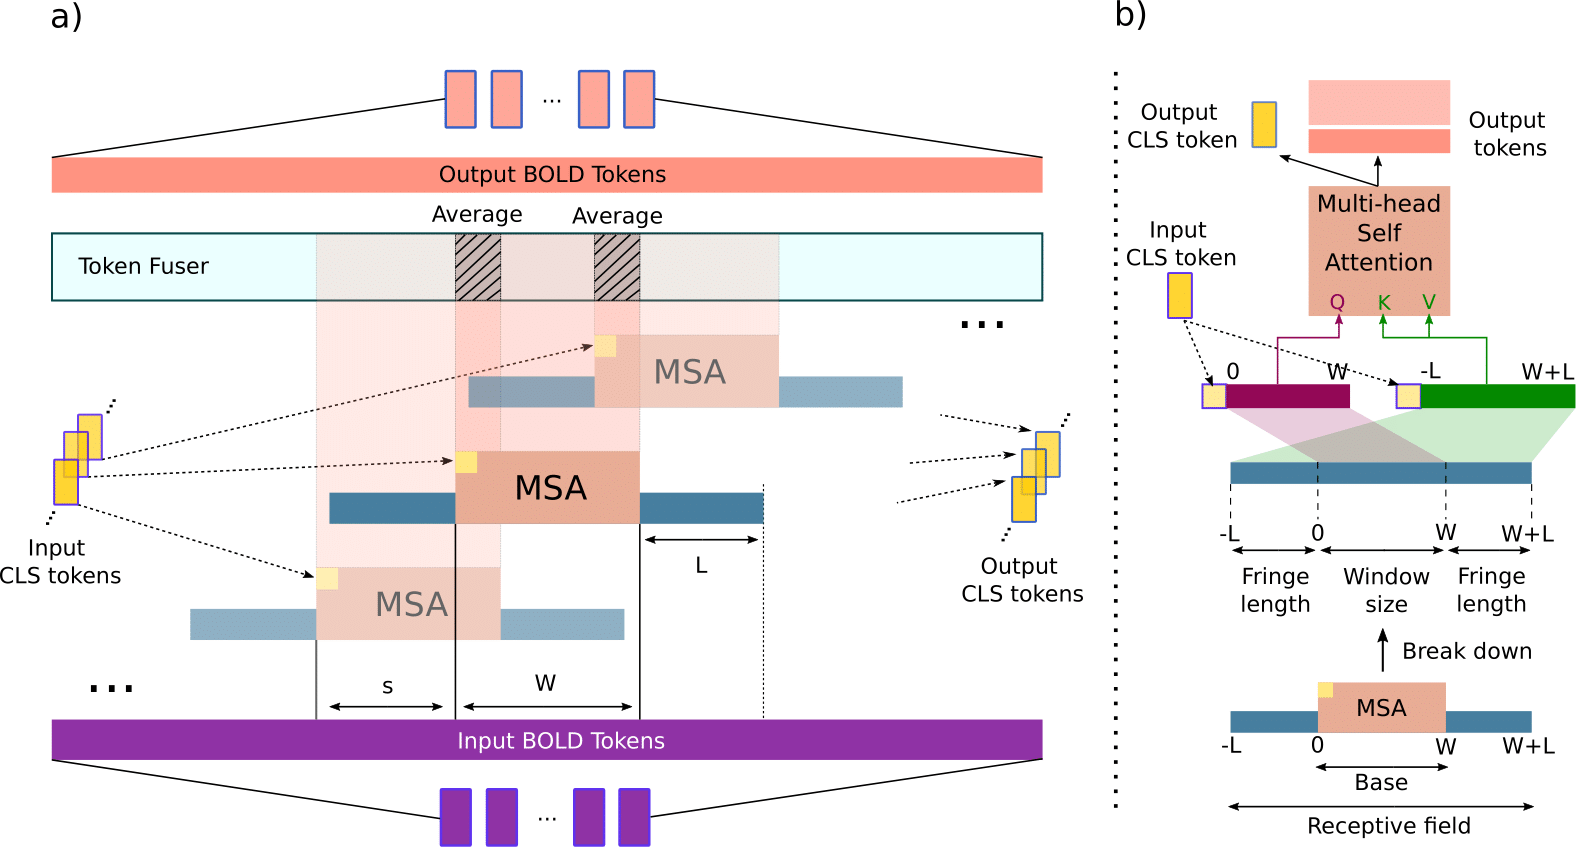 a)
...
Output BOLD Tokens
Average
Average
Token Fuser
...
MSA
MSA
L
MSA
Input
CLS tokens
Output
CLS tokens
...
s
W
Input BOLD Tokens
...
b)
Output
CLS token
Output
tokens
Multi-head
Self
Attention
Input
CLS token
Q
K
V
0
W
-L
W+L
-L
0
W
W+L
Fringe
length
Window
size
Fringe
length
Break down
MSA
-L
0
W
W+L
Base
Receptive field